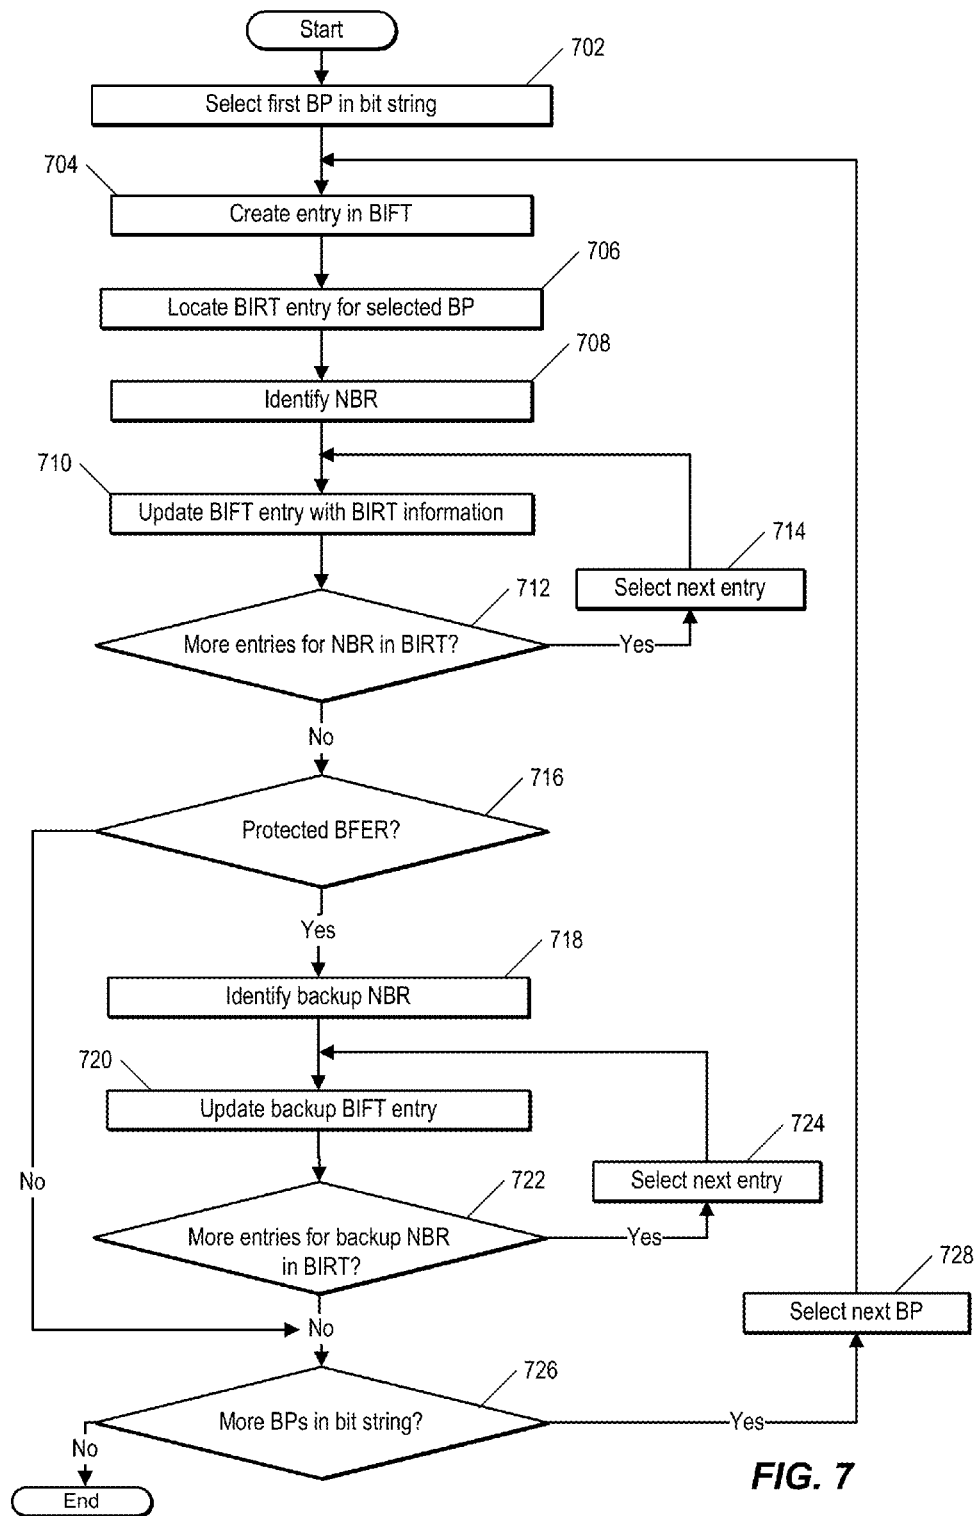 Start
702
Select first BP in bit string
704
Create entry in BIFT
706
Locate BIRT entry for selected BP
708
Identify NBR
710
Update BIFT entry with BIRT information
714
Select next entry
712
More entries for NBR in BIRT?
Yes
No
716
Protected BFER?
Yes
718
Identify backup NBR
720
Update backup BIFT entry
724
Select next entry
No
722
More entries for backup NBR
in BIRT?
Yes
728
Select next BP
No
726
More BPs in bit string?
Yes
No
End
FIG. 7